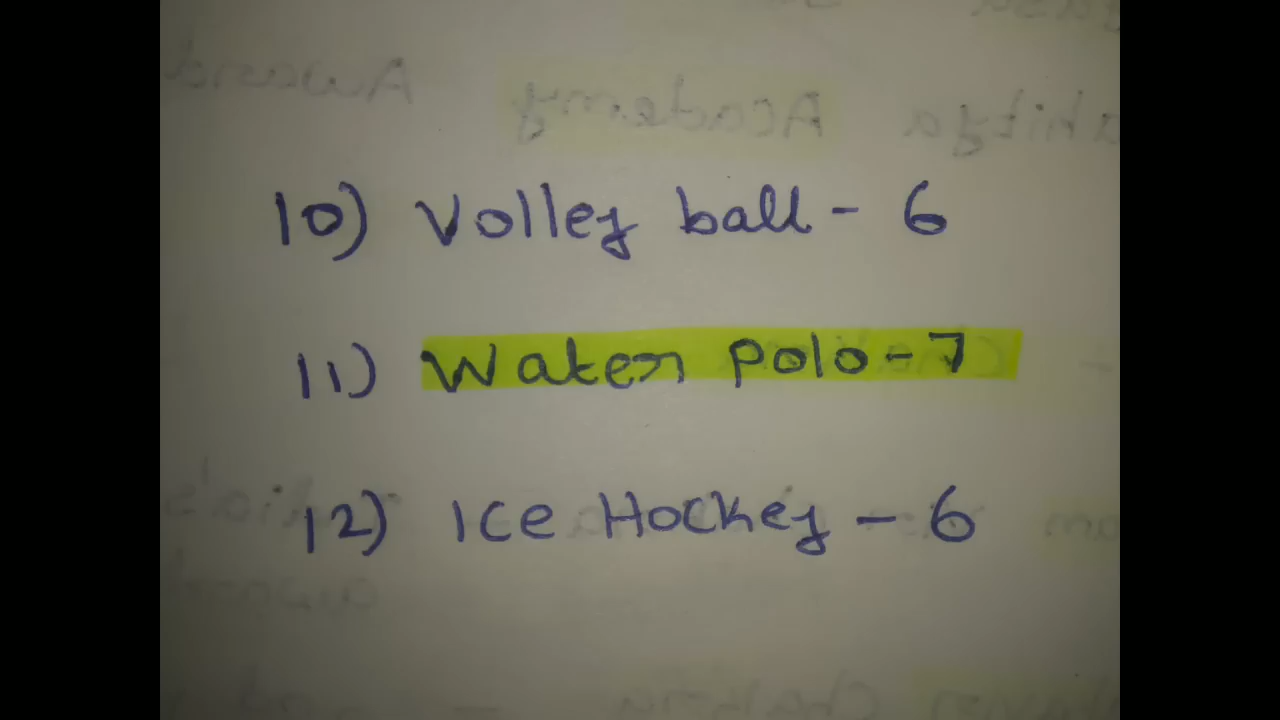 10) Volley ball - 6
11) Water Polo - 7
12) Ice Hockey - 6